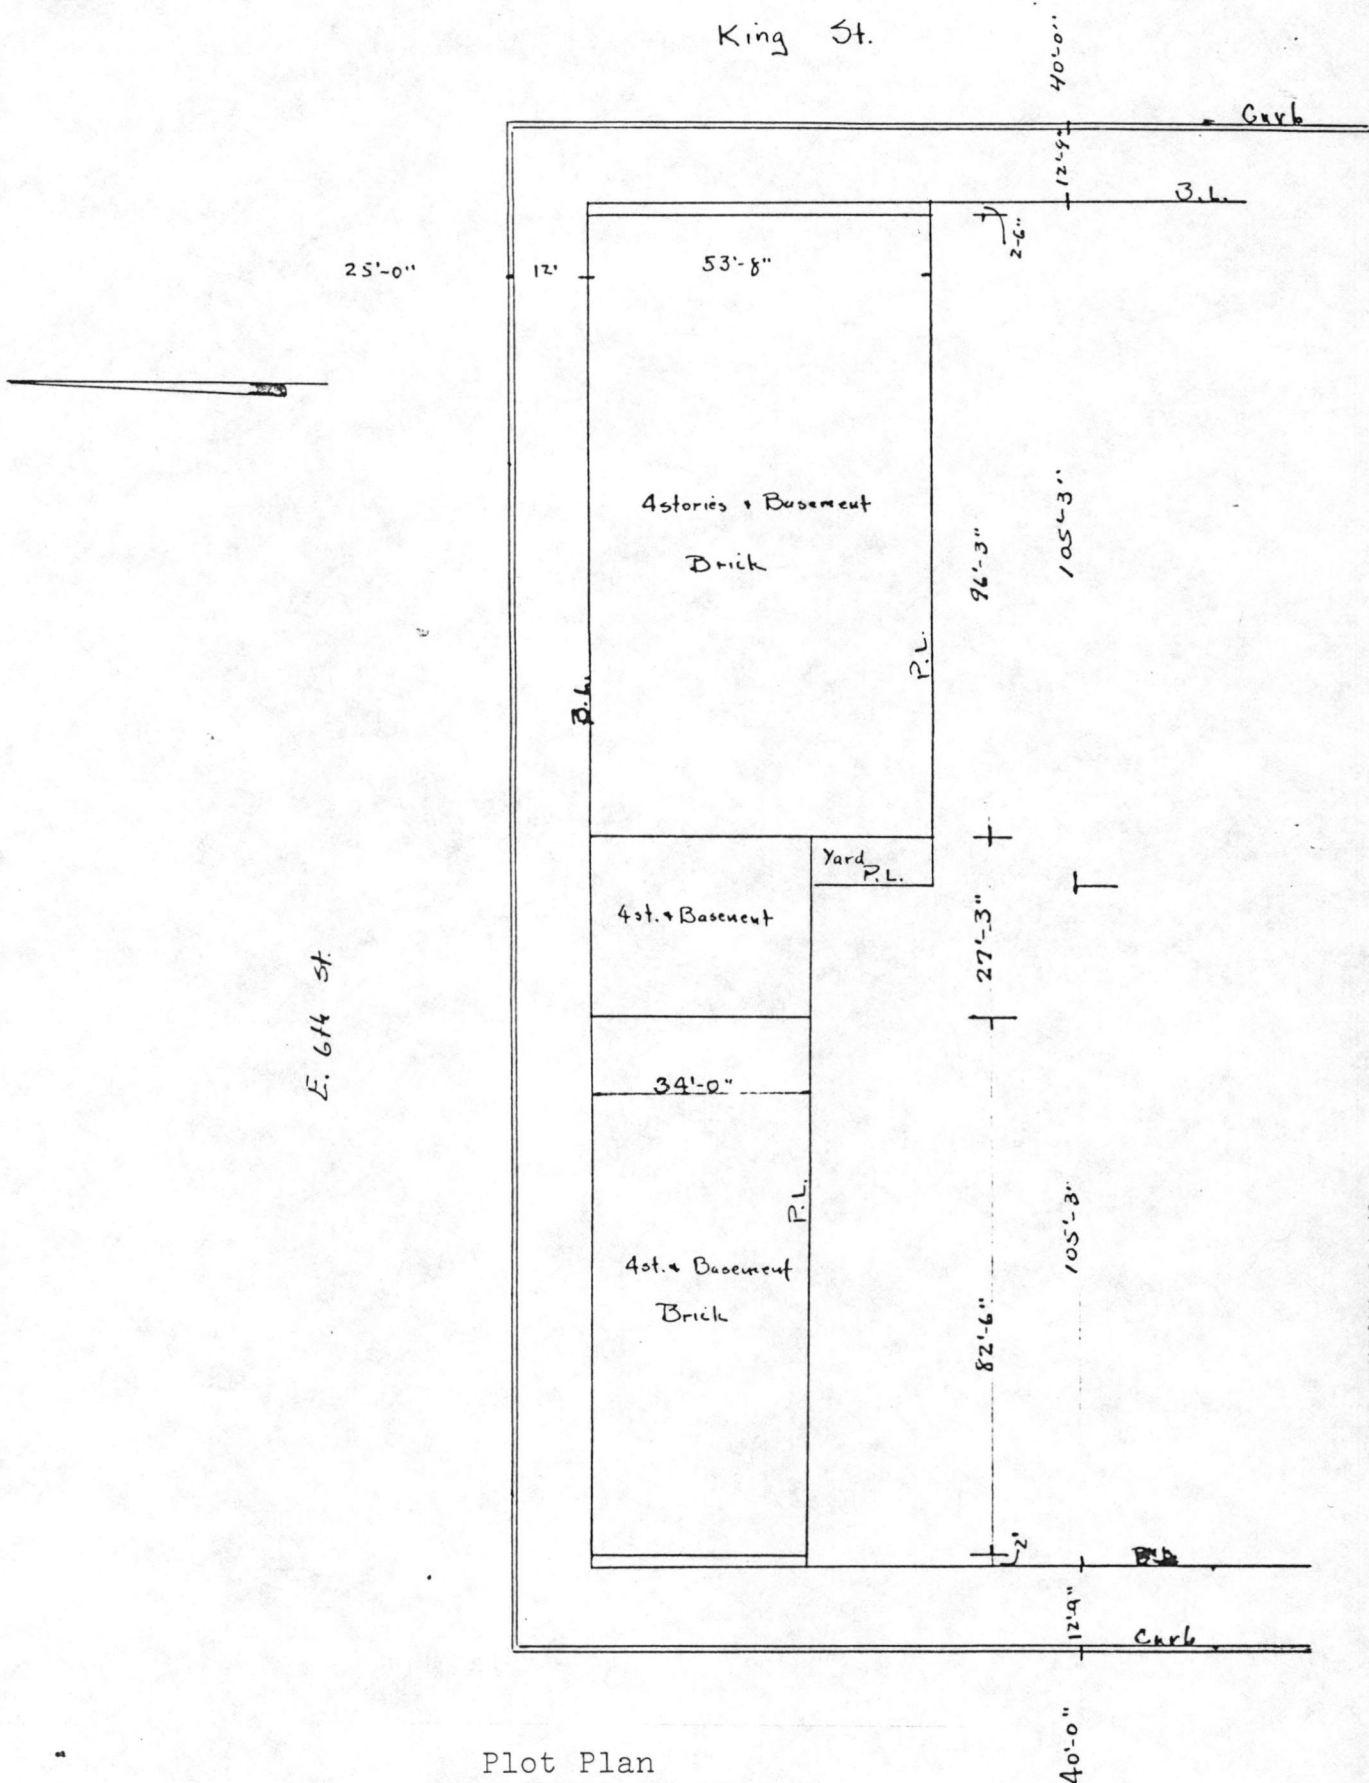 King St.
40'-0"
Curb
12'-9"
B.L.
2-6"
25'-0"
12'
53'-8"
4stories & Basement
Brick
96'-3"
105'-3"
P.L.
B.L.
Yard
P.L.
4st. & Basement
27'-3"
E. 6th St.
34'-0"
P.L.
105'-3"
4st. & Basement
Brick
82'-6"
2'
12'9"
Curb
40'-0"
Plot Plan